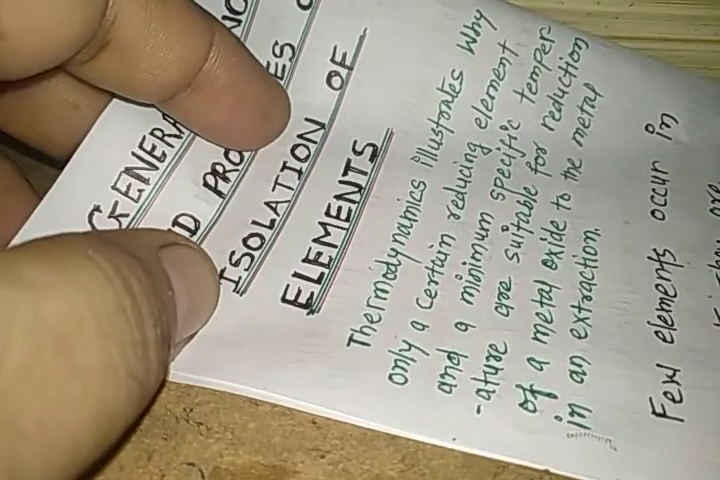 GENERA
ISOLATION OF
ELEMENTS
Thermodynamics illustrates Why
only a certain reducing element
and a minimum specific temper
-ature are suitable for reduction
of a metal oxide to the metal
in an extraction.
Few elements occur in